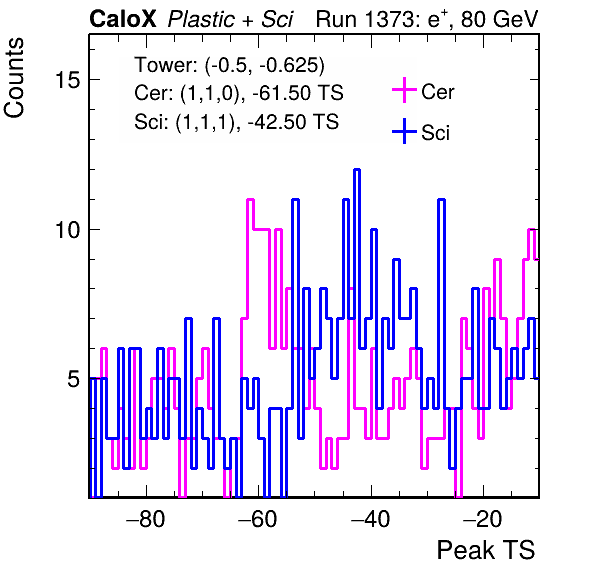 CaloX Plastic + Sci Run 1373: e⁺, 80 GeV
Tower: (-0.5, -0.625)
Cer: (1,1,0), -61.50 TS
Sci: (1,1,1), -42.50 TS
Cer
Sci
Counts
15
10
5
−80 −60 −40 −20
Peak TS